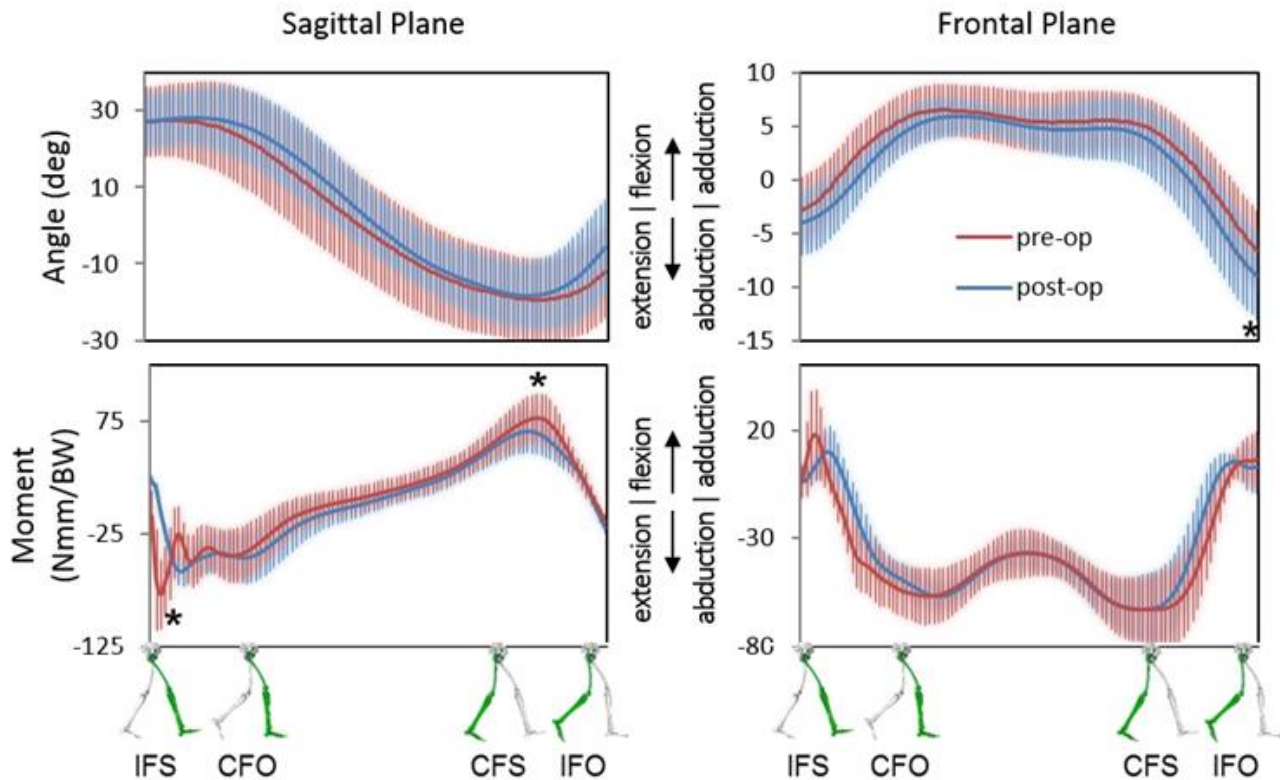 Sagittal Plane
Frontal Plane
Angle (deg)
30
10
-10
-30
extension | flexion
abduction | adduction
10
5
0
-5
-10
-15
pre-op
post-op
*
Moment
(Nmm/BW)
75
-25
-125
*
*
extension | flexion
abduction | adduction
20
-30
-80
IFS CFO CFS IFO
IFS CFO CFS IFO